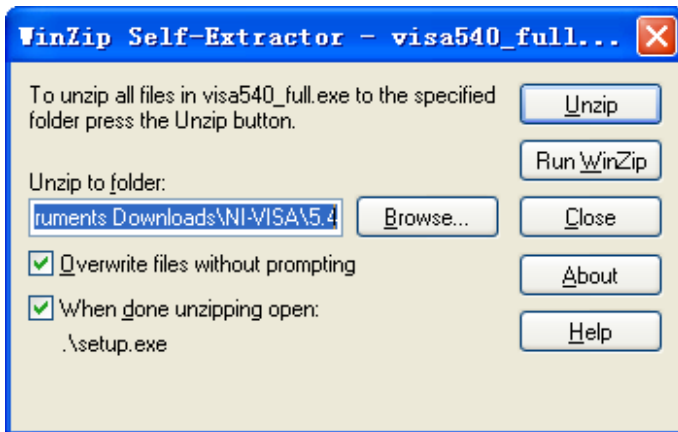 WinZip Self-Extractor - visa540_full...
To unzip all files in visa540_full.exe to the specified
folder press the Unzip button.
Unzip to folder:
ruments Downloads\NI-VISA\5.4
Browse...
Overwrite files without prompting
When done unzipping open:
.\setup.exe
Unzip
Run WinZip
Close
About
Help